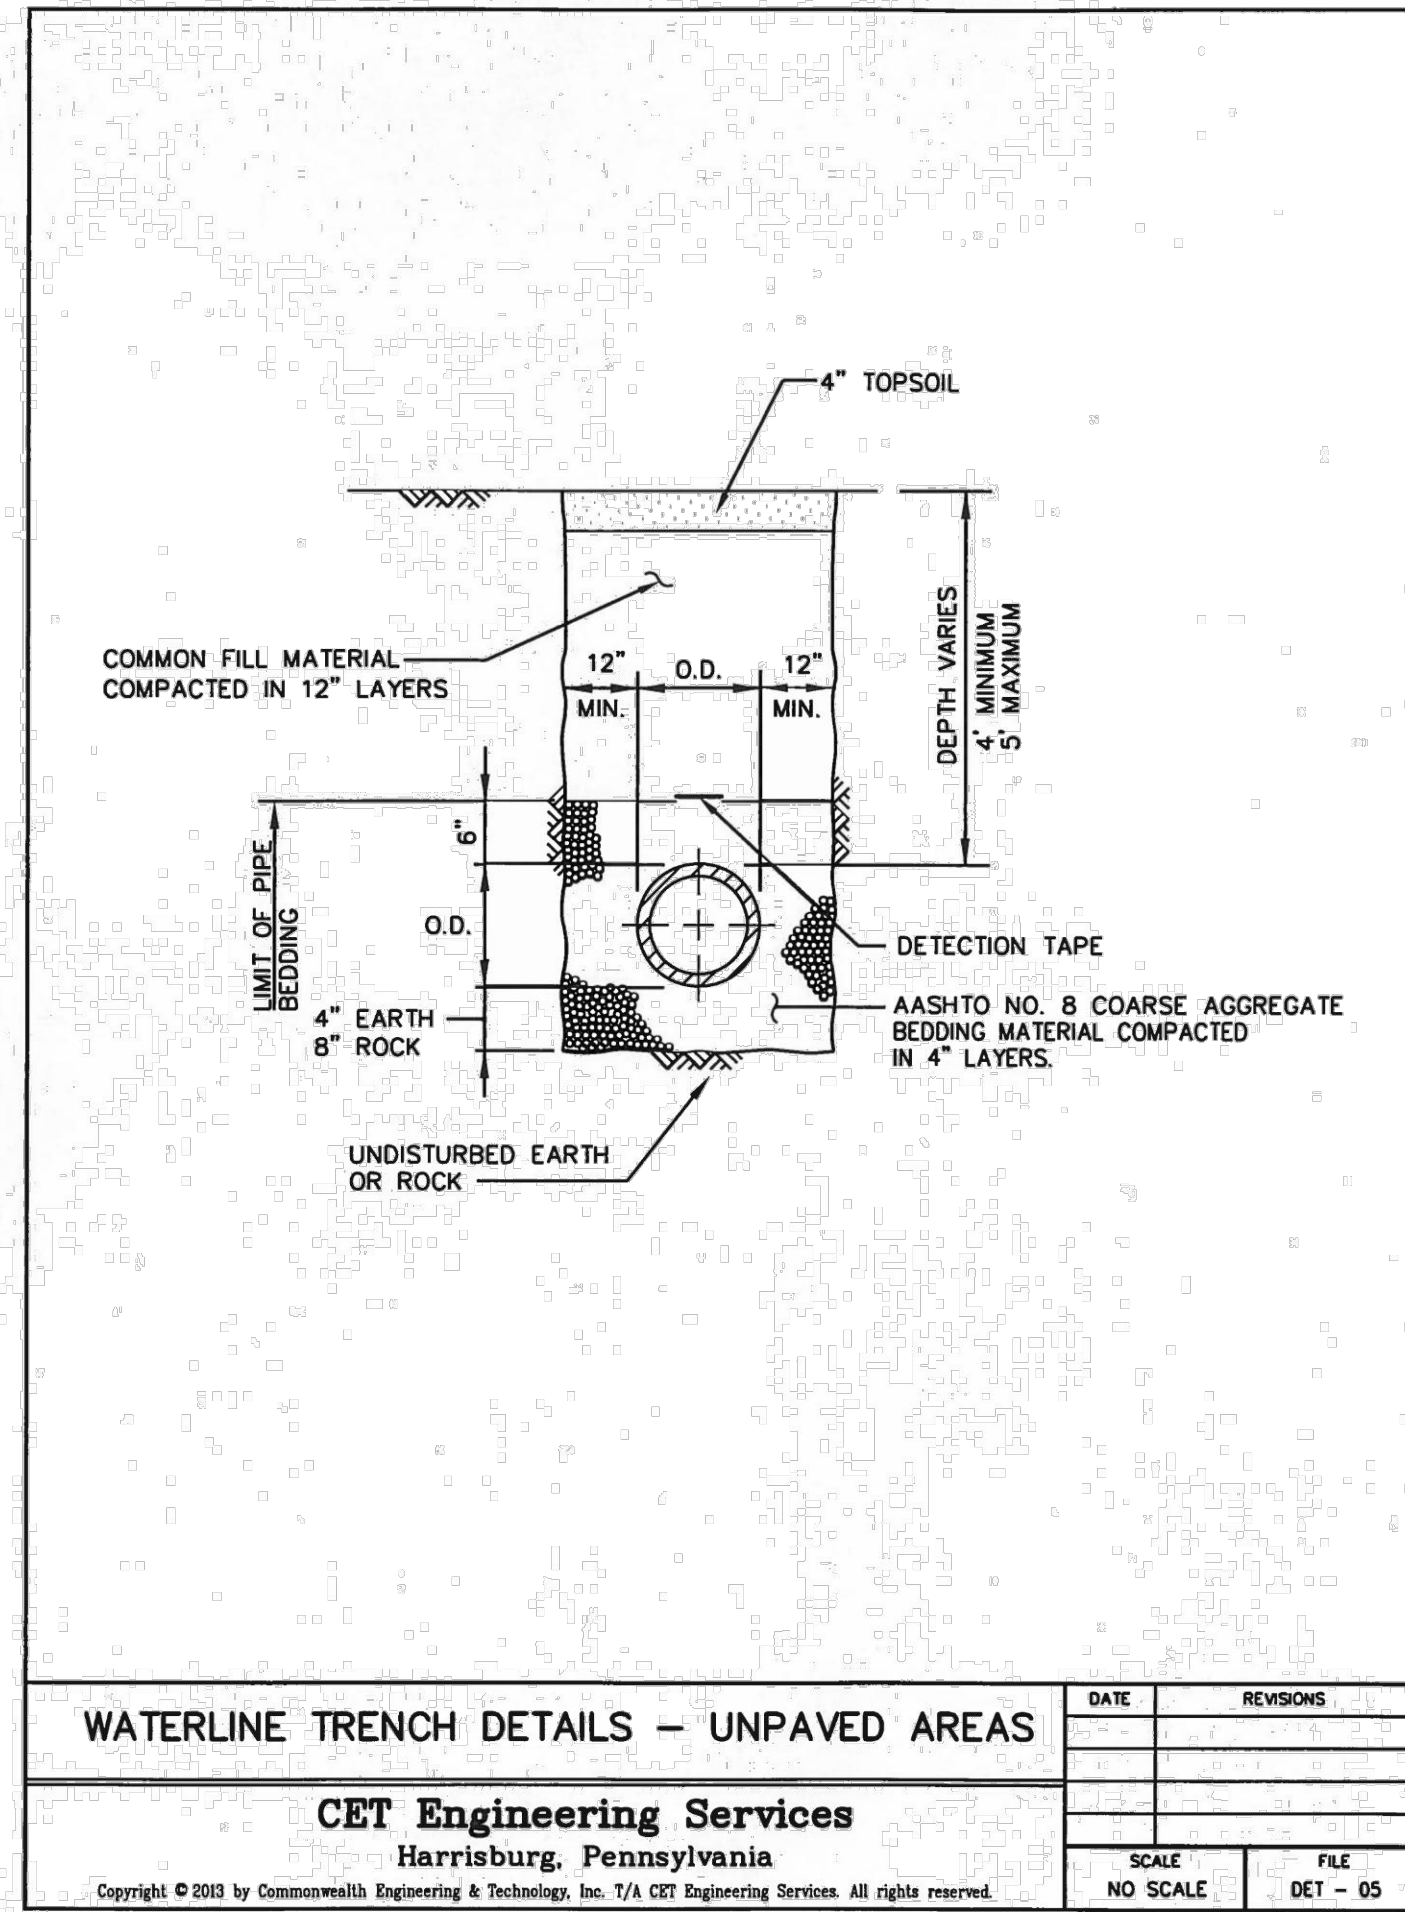 4" TOPSOIL
COMMON FILL MATERIAL
COMPACTED IN 12" LAYERS
12"
MIN.
O.D.
12"
MIN.
DEPTH VARIES
4' MINIMUM
5' MAXIMUM
6"
LIMIT OF PIPE
BEDDING
O.D.
4" EARTH
8" ROCK
DETECTION TAPE
AASHTO NO. 8 COARSE AGGREGATE
BEDDING MATERIAL COMPACTED
IN 4" LAYERS.
UNDISTURBED EARTH
OR ROCK
WATERLINE TRENCH DETAILS – UNPAVED AREAS
CET Engineering Services
Harrisburg, Pennsylvania
Copyright © 2013 by Commonwealth Engineering & Technology, Inc. T/A CET Engineering Services. All rights reserved.
DATE
REVISIONS
SCALE
NO SCALE
FILE
DET – 05